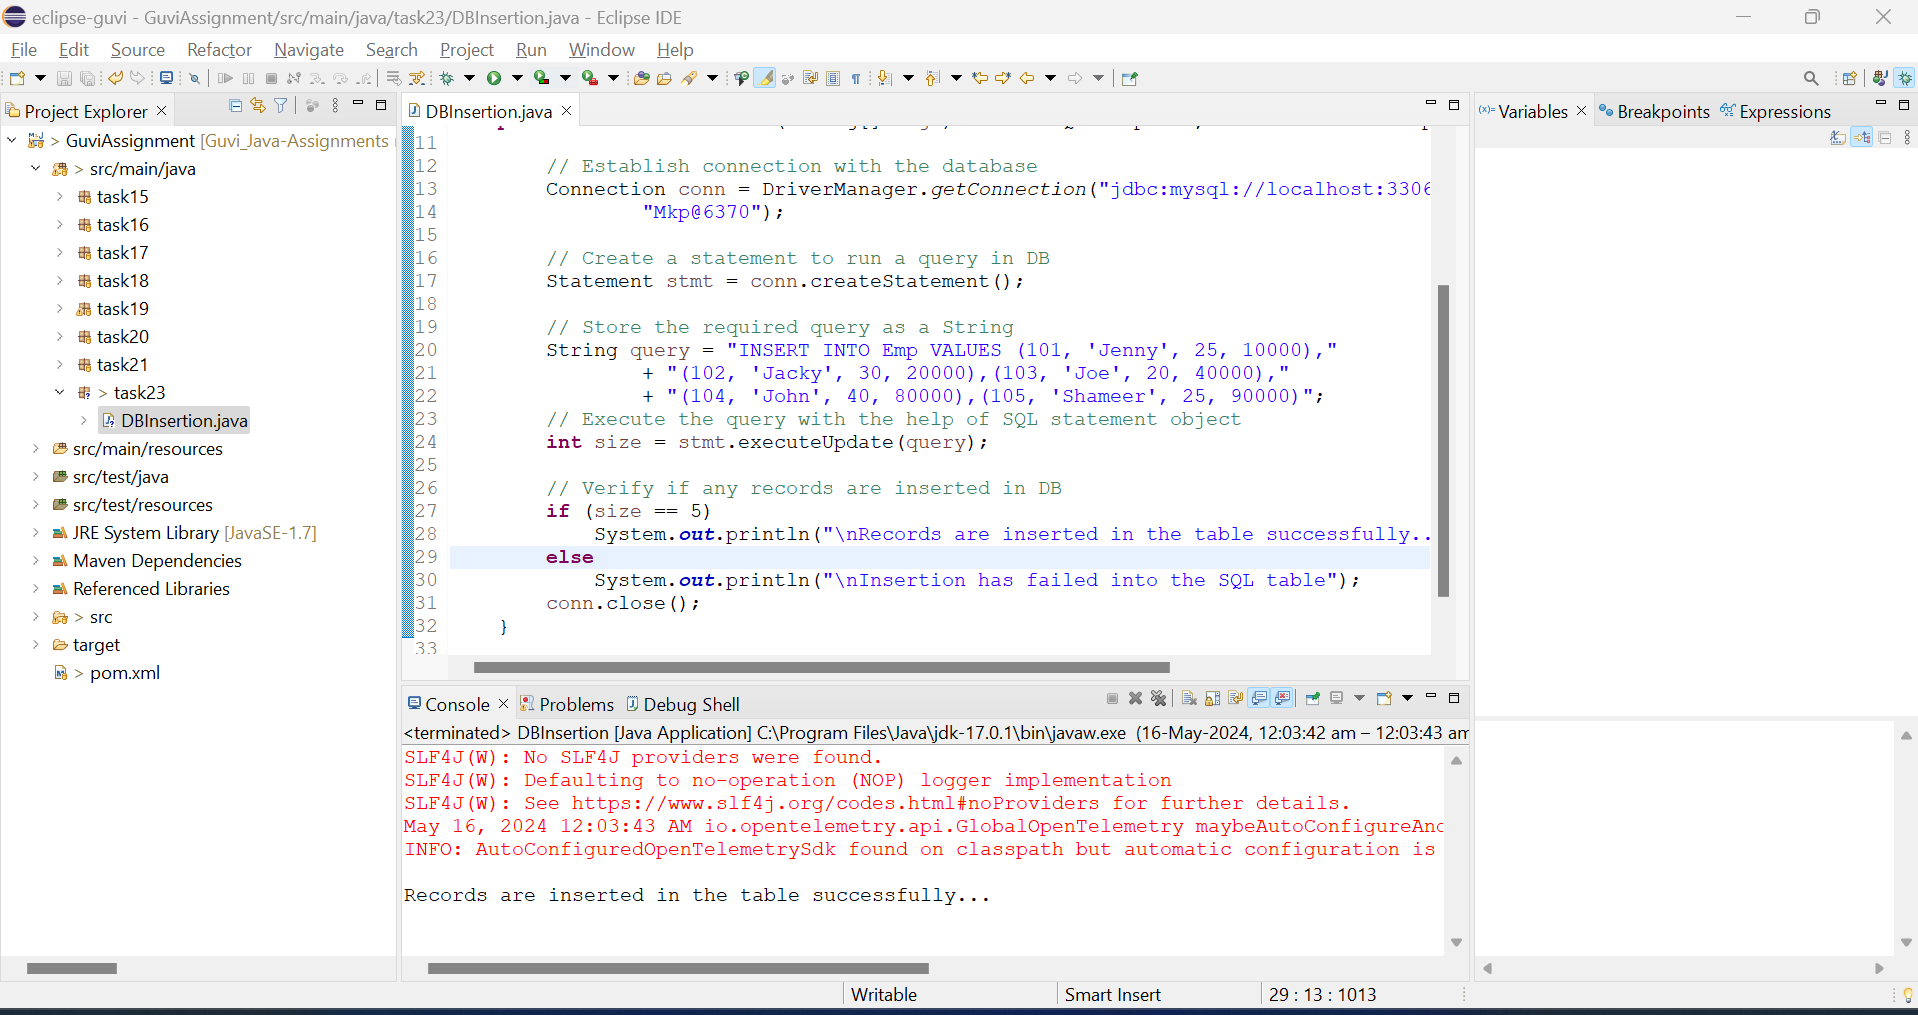 eclipse-guvi - GuviAssignment/src/main/java/task23/DBInsertion.java - Eclipse IDE
File Edit Source Refactor Navigate Search Project Run Window Help
Project Explorer
GuviAssignment [Guvi_Java-Assignments
> src/main/java
task15
task16
task17
task18
task19
task20
task21
> task23
DBInsertion.java
src/main/resources
src/test/java
src/test/resources
JRE System Library [JavaSE-1.7]
Maven Dependencies
Referenced Libraries
> src
target
> pom.xml
DBInsertion.java
11
12 // Establish connection with the database
13 Connection conn = DriverManager.getConnection("jdbc:mysql://localhost:3306
14 "Mkp@6370");
15
16 // Create a statement to run a query in DB
17 Statement stmt = conn.createStatement();
18
19 // Store the required query as a String
20 String query = "INSERT INTO Emp VALUES (101, 'Jenny', 25, 10000),"
21 + "(102, 'Jacky', 30, 20000),(103, 'Joe', 20, 40000),"
22 + "(104, 'John', 40, 80000),(105, 'Shameer', 25, 90000)";
23 // Execute the query with the help of SQL statement object
24 int size = stmt.executeUpdate(query);
25
26 // Verify if any records are inserted in DB
27 if (size == 5)
28 System.out.println("\nRecords are inserted in the table successfully..
29 else
30 System.out.println("\nInsertion has failed into the SQL table");
31 conn.close();
32 }
33
Console Problems Debug Shell
<terminated> DBInsertion [Java Application] C:\Program Files\Java\jdk-17.0.1\bin\javaw.exe (16-May-2024, 12:03:42 am – 12:03:43 am
SLF4J(W): No SLF4J providers were found.
SLF4J(W): Defaulting to no-operation (NOP) logger implementation
SLF4J(W): See https://www.slf4j.org/codes.html#noProviders for further details.
May 16, 2024 12:03:43 AM io.opentelemetry.api.GlobalOpenTelemetry maybeAutoConfigureAnd
INFO: AutoConfiguredOpenTelemetrySdk found on classpath but automatic configuration is
Records are inserted in the table successfully...
(x)= Variables Breakpoints Expressions
Writable Smart Insert 29 : 13 : 1013